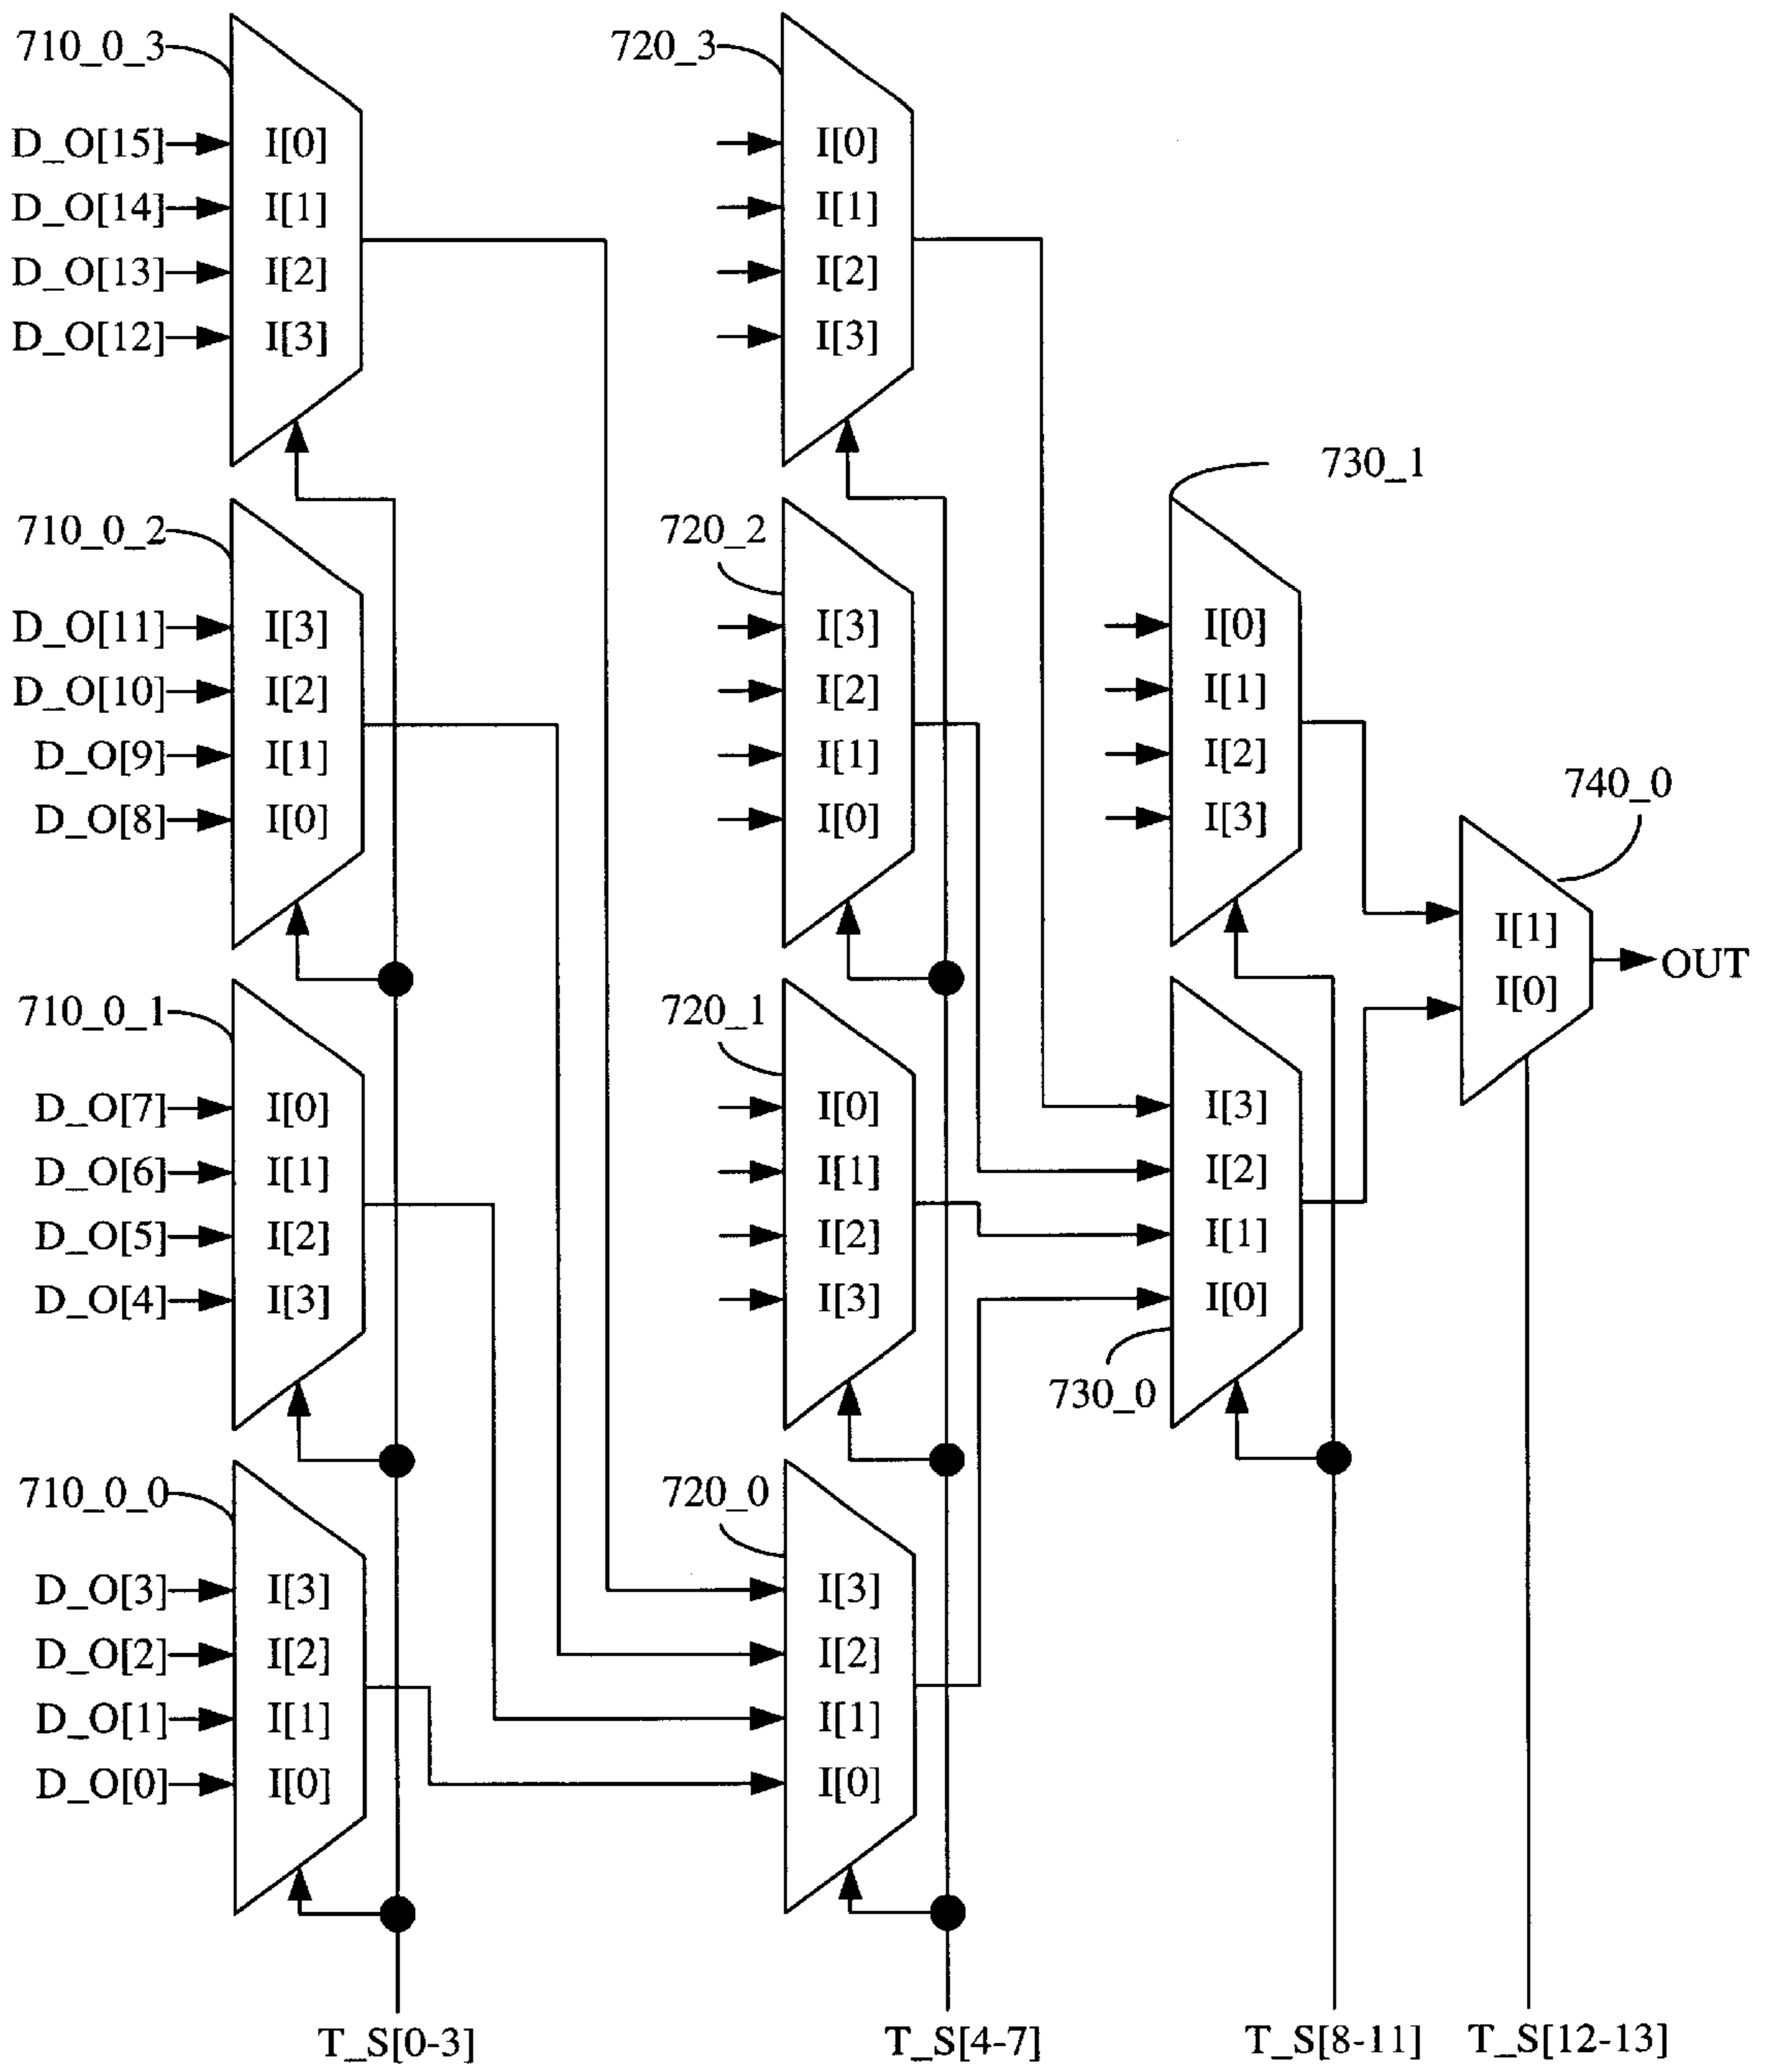 710_0_3
D_O[15] I[0]
D_O[14] I[1]
D_O[13] I[2]
D_O[12] I[3]
710_0_2
D_O[11] I[3]
D_O[10] I[2]
D_O[9] I[1]
D_O[8] I[0]
710_0_1
D_O[7] I[0]
D_O[6] I[1]
D_O[5] I[2]
D_O[4] I[3]
710_0_0
D_O[3] I[3]
D_O[2] I[2]
D_O[1] I[1]
D_O[0] I[0]
T_S[0-3]
720_3
I[0]
I[1]
I[2]
I[3]
720_2
I[3]
I[2]
I[1]
I[0]
720_1
I[0]
I[1]
I[2]
I[3]
720_0
I[3]
I[2]
I[1]
I[0]
T_S[4-7]
730_1
I[0]
I[1]
I[2]
I[3]
I[3]
I[2]
I[1]
I[0]
730_0
T_S[8-11]
740_0
I[1]
I[0]
OUT
T_S[12-13]